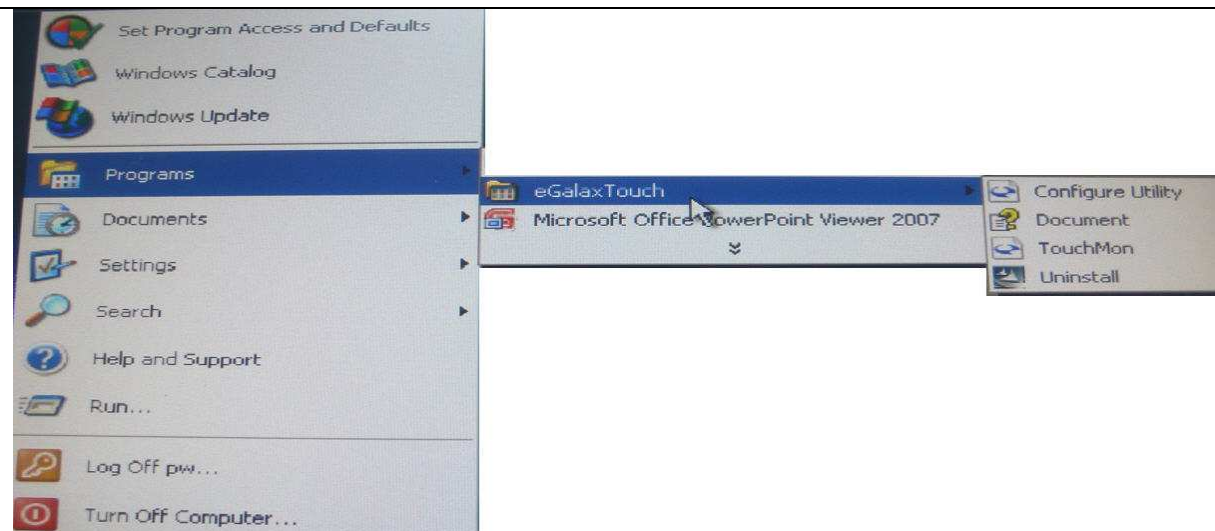 Set Program Access and Defaults
Windows Catalog
Windows Update
Programs
Documents
Settings
Search
Help and Support
Run...
Log Off pw...
Turn Off Computer...
eGalaxTouch
Microsoft Office PowerPoint Viewer 2007
Configure Utility
Document
TouchMon
Uninstall